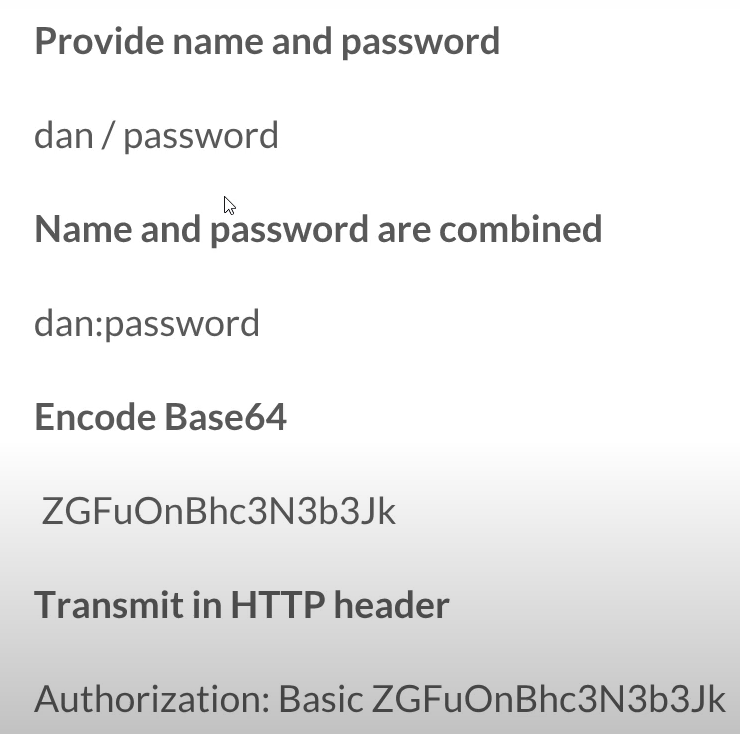 Provide name and password
dan / password
Name and password are combined
dan:password
Encode Base64
ZGFuOnBhc3N3b3Jk
Transmit in HTTP header
Authorization: Basic ZGFuOnBhc3N3b3Jk